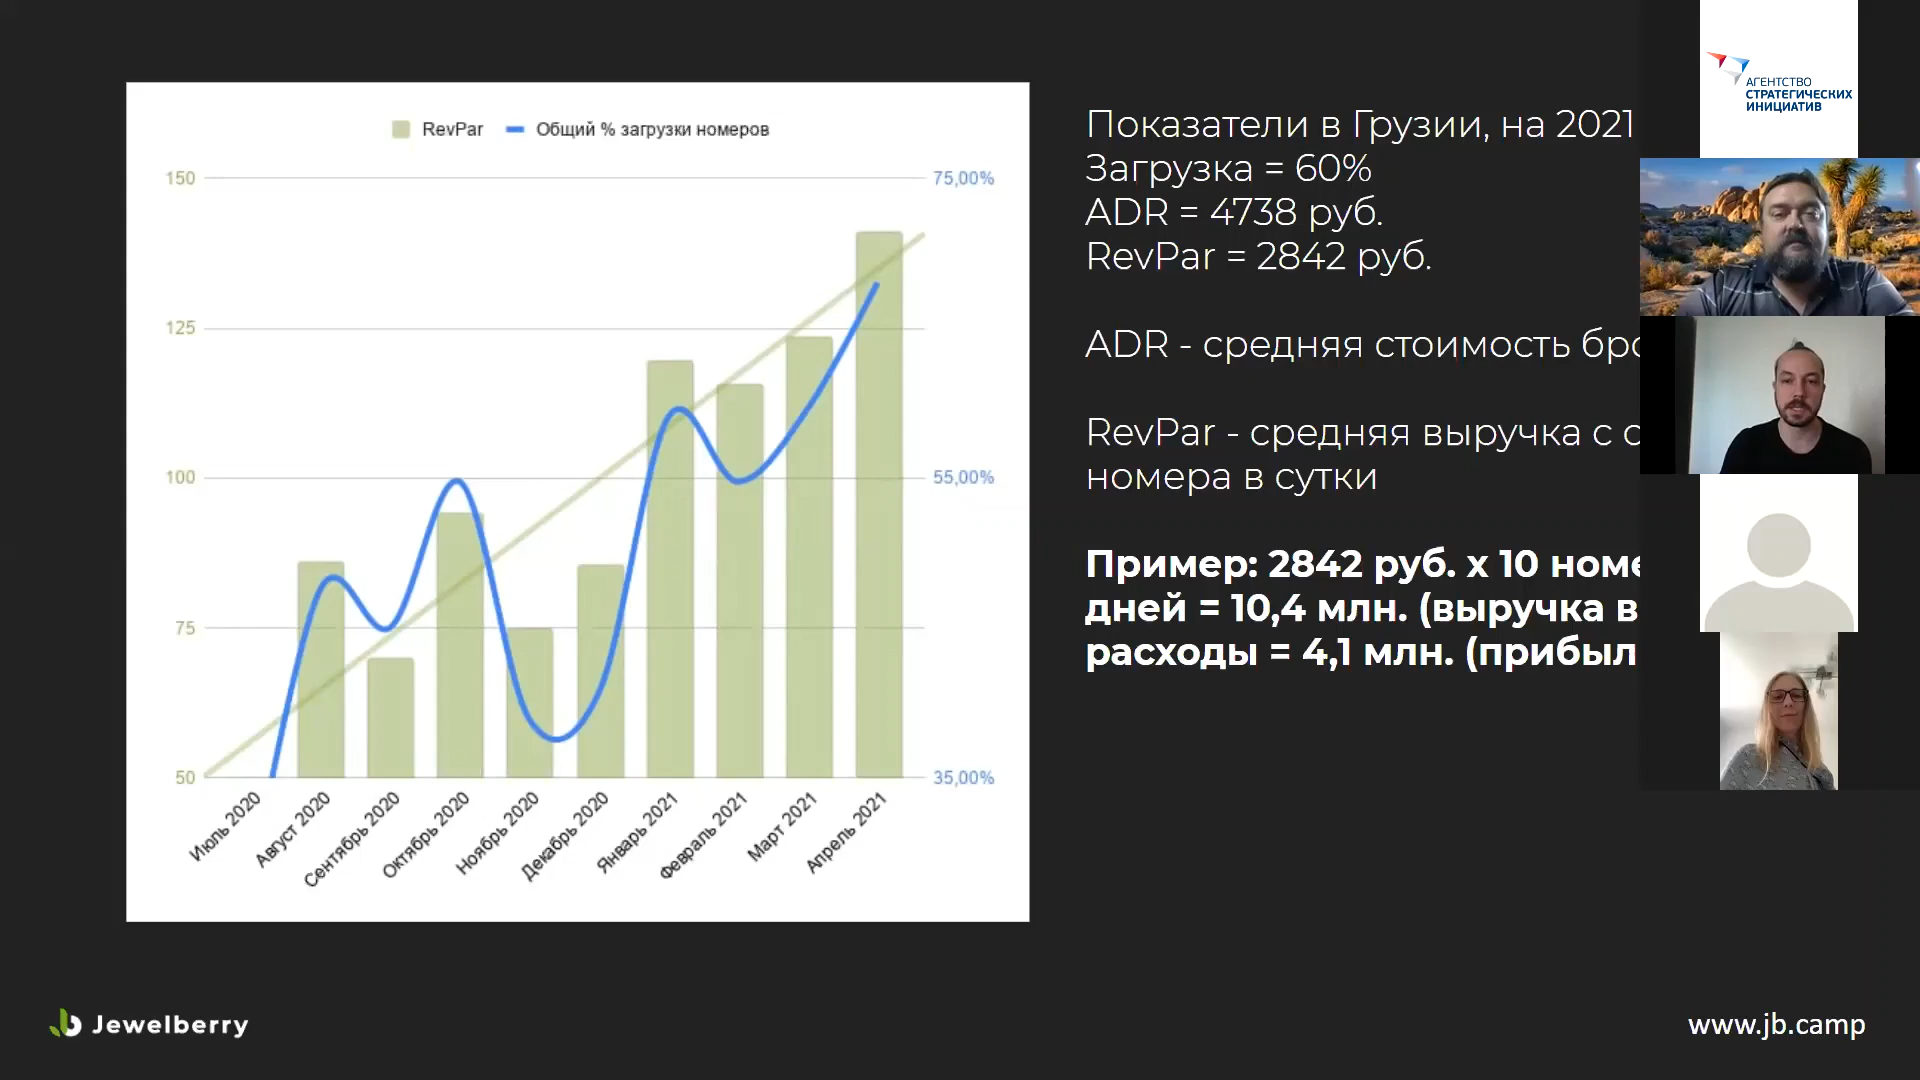 RevPar
Общий % загрузки номеров
150
125
100
75
50
75,00%
55,00%
35,00%
Июль 2020
Август 2020
Сентябрь 2020
Октябрь 2020
Ноябрь 2020
Декабрь 2020
Январь 2021
Февраль 2021
Март 2021
Апрель 2021
Показатели в Грузии, на 2021
Загрузка = 60%
ADR = 4738 руб.
RevPar = 2842 руб.
ADR - средняя стоимость
RevPar - средняя выручка с
номера в сутки
Пример: 2842 руб. х 10
дней = 10,4 млн. (выручка в
расходы = 4,1 млн.
АГЕНТСТВО
СТРАТЕГИЧЕСКИХ
ИНИЦИАТИВ
Jewelberry
www.jb.camp